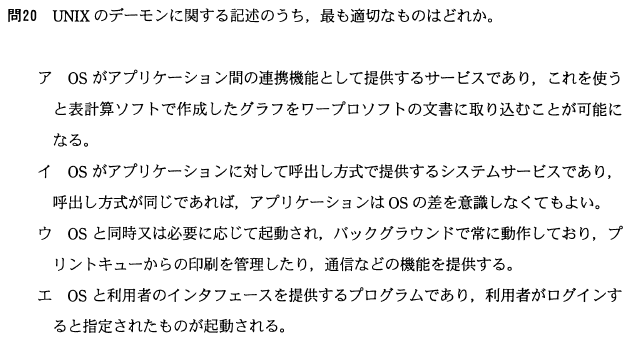 問20 UNIX のデーモンに関する記述のうち，最も適切なものはどれか。
ア OS がアプリケーション間の連携機能として提供するサービスであり，これを使う
と表計算ソフトで作成したグラフをワープロソフトの文書に取り込むことが可能に
なる。
イ OS がアプリケーションに対して呼出し方式で提供するシステムサービスであり，
呼出し方式が同じであれば，アプリケーションは OS の差を意識しなくてもよい。
ウ OS と同時又は必要に応じて起動され，バックグラウンドで常に動作しており，プ
リントキューからの印刷を管理したり，通信などの機能を提供する。
エ OS と利用者のインタフェースを提供するプログラムであり，利用者がログインす
ると指定されたものが起動される。